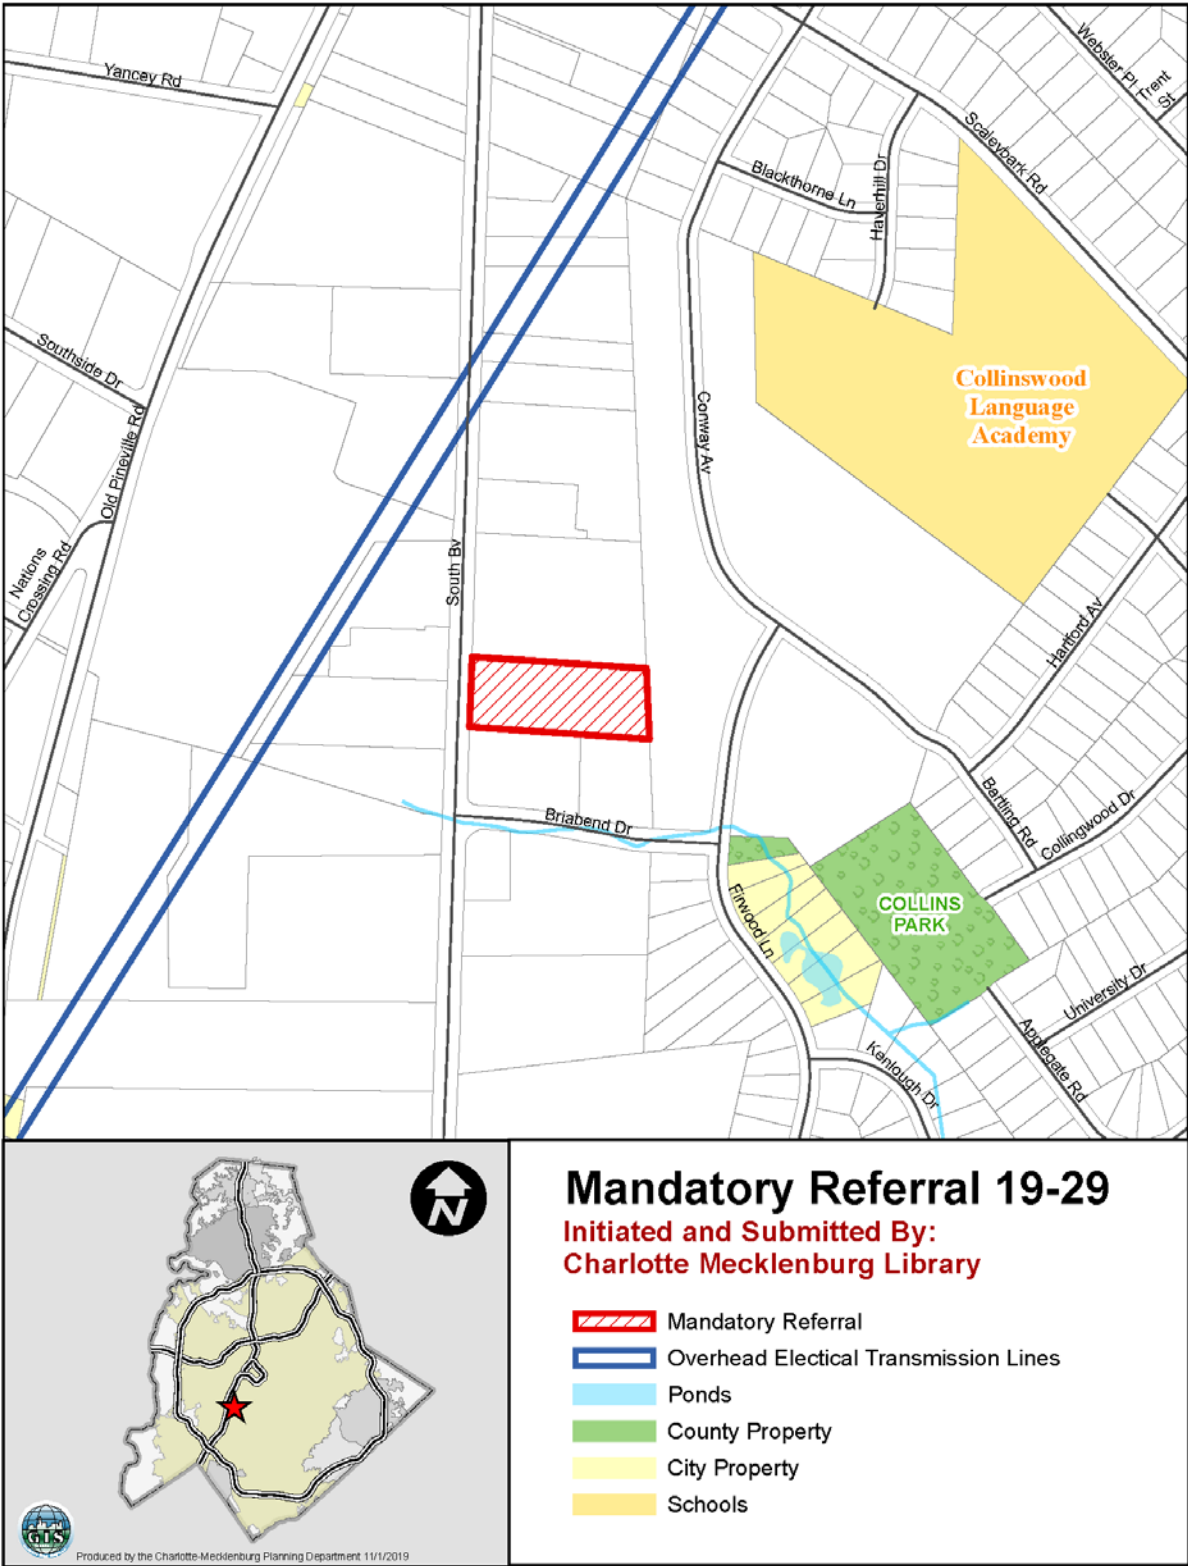 Yancey Rd
Webster Pl
Trent
St
Scaleybark Rd
Blackthorne Ln
Haverhill Dr
Southside Dr
Old Pineville Rd
Conway Av
Collinswood
Language
Academy
Nations
Crossing Rd
South Bv
Hartford Av
Briabend Dr
Bartling Rd
Collingwood Dr
Firwood Ln
COLLINS
PARK
University Dr
Applegate Rd
Kenlough Dr
N
Mandatory Referral 19-29
Initiated and Submitted By:
Charlotte Mecklenburg Library
Mandatory Referral
Overhead Electical Transmission Lines
Ponds
County Property
City Property
Schools
GIS
Produced by the Charlotte-Mecklenburg Planning Department 11/1/2019